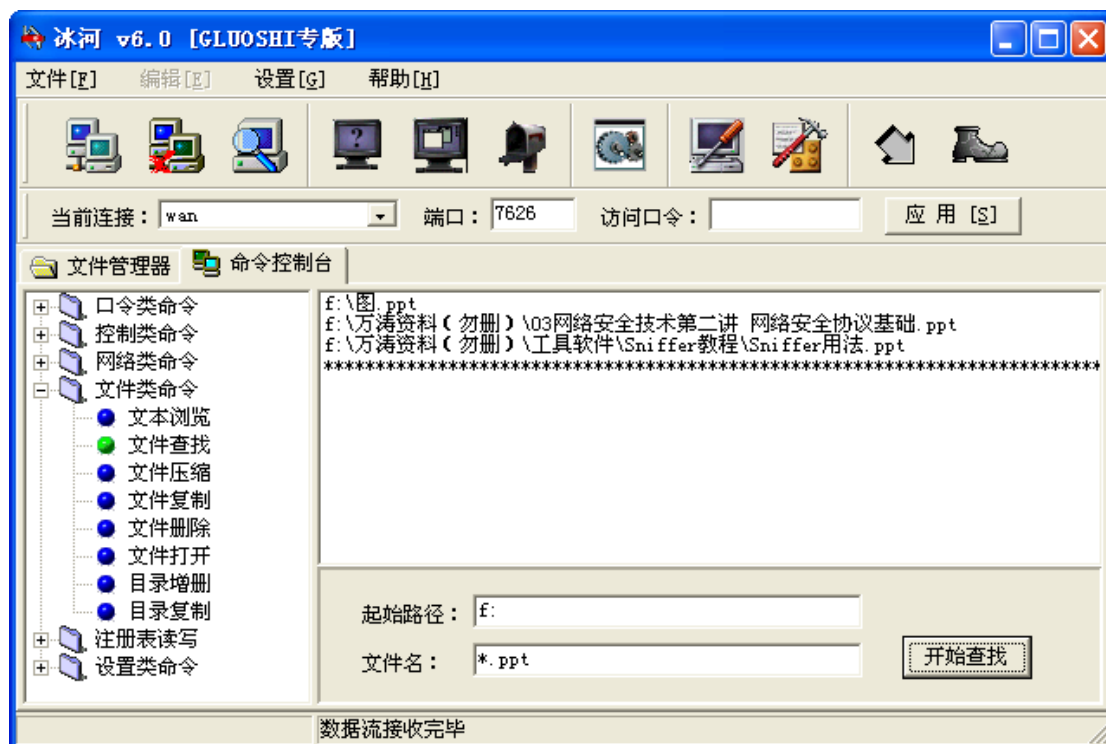 冰河 v6.0 [GLUOSHI专版]
文件[F] 编辑[E] 设置[G] 帮助[H]
当前连接： wan 端口： 7626 访问口令： 应 用 [S]
文件管理器 命令控制台
口令类命令
控制类命令
网络类命令
文件类命令
文本浏览
文件查找
文件压缩
文件复制
文件删除
文件打开
目录增删
目录复制
注册表读写
设置类命令
f:\图.ppt
f:\万涛资料（勿删）\03网络安全技术第二讲 网络安全协议基础.ppt
f:\万涛资料（勿删）\工具软件\Sniffer教程\Sniffer用法.ppt
***************************************************************************
起始路径： f:
文件名： *.ppt
开始查找
数据流接收完毕